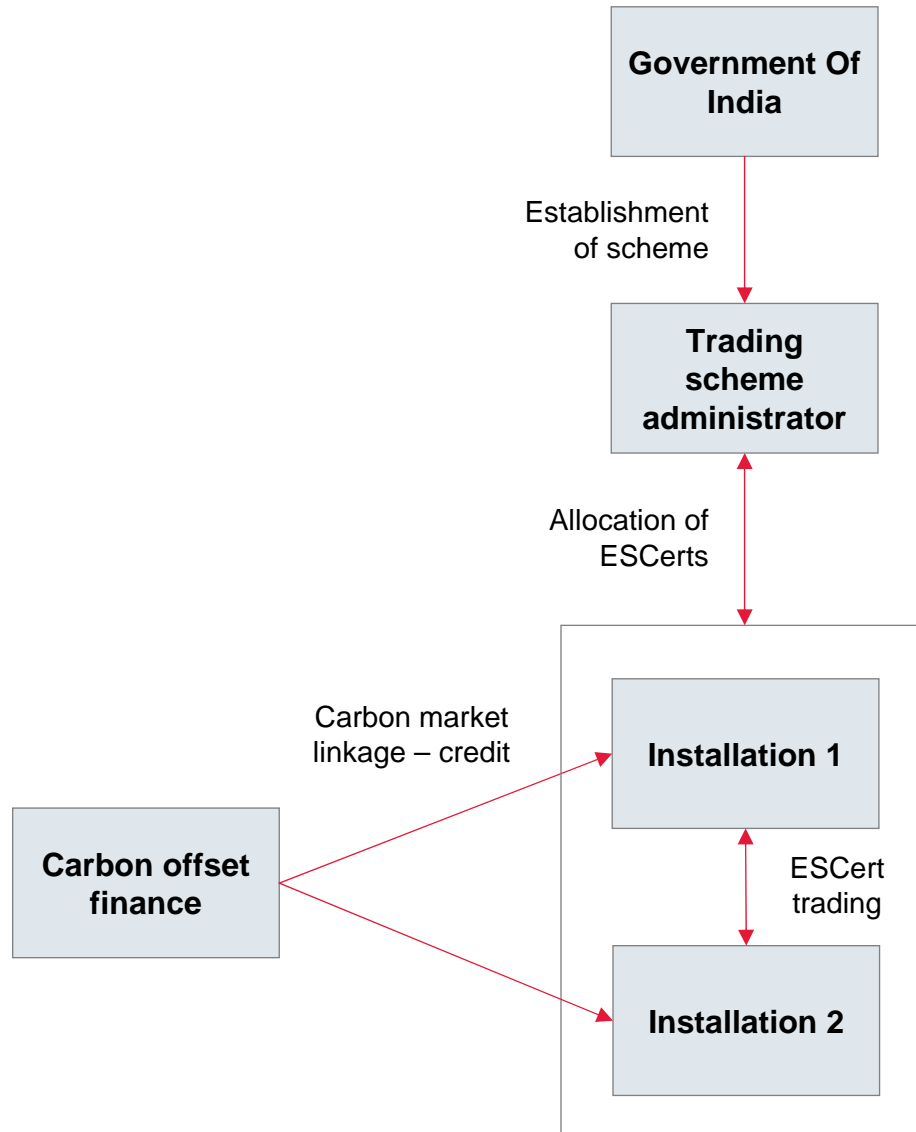 Government Of
India
Establishment
of scheme
Trading
scheme
administrator
Allocation of
ESCerts
Carbon market
linkage – credit
Installation 1
Carbon offset
finance
ESCert
trading
Installation 2